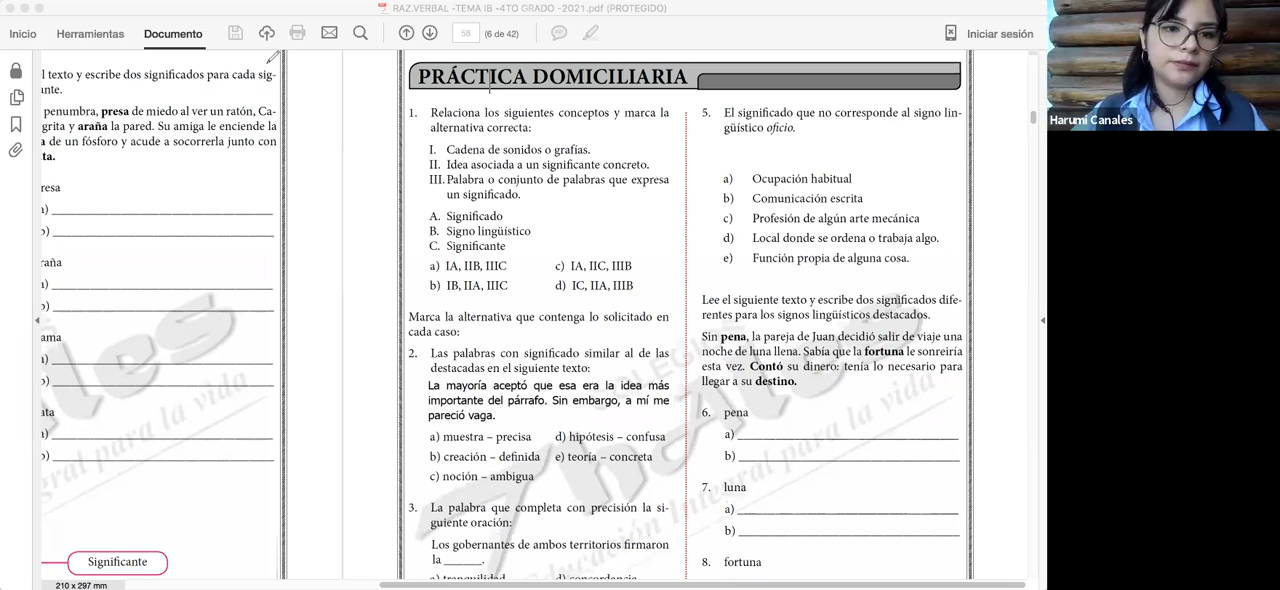 RAZ.VERBAL -TEMA IB -4TO GRADO -2021.pdf (PROTEGIDO)
Inicio Herramientas Documento 58 (6 de 42) Iniciar sesión
l texto y escribe dos significados para cada sig-
penumbra, presa de miedo al ver un ratón, Ca-
grita y araña la pared. Su amiga le enciende la
a de un fósforo y acude a socorrerla junto con
Significante
210 x 297 mm
PRÁCTICA DOMICILIARIA
1. Relaciona los siguientes conceptos y marca la
alternativa correcta:
I. Cadena de sonidos o grafías.
II. Idea asociada a un significante concreto.
III. Palabra o conjunto de palabras que expresa
un significado.
A. Significado
B. Signo lingüístico
C. Significante
a) IA, IIB, IIIC c) IA, IIC, IIIB
b) IB, IIA, IIIC d) IC, IIA, IIIB
Marca la alternativa que contenga lo solicitado en
cada caso:
2. Las palabras con significado similar al de las
destacadas en el siguiente texto:
La mayoría aceptó que esa era la idea más
importante del párrafo. Sin embargo, a mí me
pareció vaga.
a) muestra – precisa d) hipótesis – confusa
b) creación – definida e) teoría – concreta
c) noción – ambigua
3. La palabra que completa con precisión la si-
guiente oración:
Los gobernantes de ambos territorios firmaron
la ______.
a) tranquilidad d) concordancia
5. El significado que no corresponde al signo lin-
güístico oficio.
a) Ocupación habitual
b) Comunicación escrita
c) Profesión de algún arte mecánica
d) Local donde se ordena o trabaja algo.
e) Función propia de alguna cosa.
Lee el siguiente texto y escribe dos significados dife-
rentes para los signos lingüísticos destacados.
Sin pena, la pareja de Juan decidió salir de viaje una
noche de luna llena. Sabía que la fortuna le sonreiría
esta vez. Contó su dinero: tenía lo necesario para
llegar a su destino.
6. pena
a)
b)
7. luna
a)
b)
8. fortuna
Harumi Canales